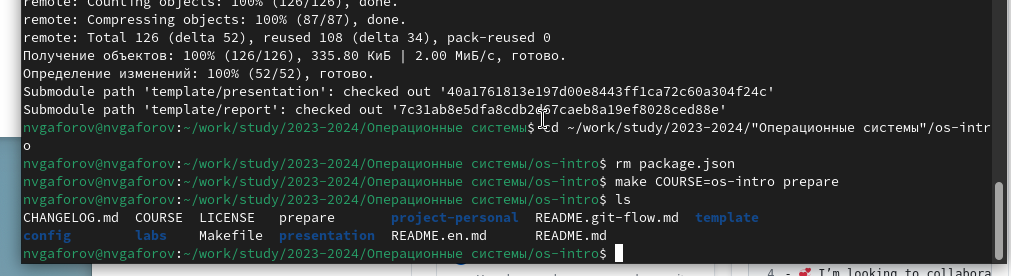 remote: Counting objects: 100% (126/126), done.
remote: Compressing objects: 100% (87/87), done.
remote: Total 126 (delta 52), reused 108 (delta 34), pack-reused 0
Получение объектов: 100% (126/126), 335.80 КиБ | 2.00 МиБ/с, готово.
Определение изменений: 100% (52/52), готово.
Submodule path 'template/presentation': checked out '40a1761813e197d00e8443ff1ca72c60a304f24c'
Submodule path 'template/report': checked out '7c31ab8e5dfa8cdb2d67caeb8a19ef8028ced88e'
nvgaforov@nvgaforov:~/work/study/2023-2024/Операционные системы$ cd ~/work/study/2023-2024/"Операционные системы"/os-intr
o
nvgaforov@nvgaforov:~/work/study/2023-2024/Операционные системы/os-intro$ rm package.json
nvgaforov@nvgaforov:~/work/study/2023-2024/Операционные системы/os-intro$ make COURSE=os-intro prepare
nvgaforov@nvgaforov:~/work/study/2023-2024/Операционные системы/os-intro$ ls
CHANGELOG.md COURSE LICENSE prepare project-personal README.git-flow.md template
config labs Makefile presentation README.en.md README.md
nvgaforov@nvgaforov:~/work/study/2023-2024/Операционные системы/os-intro$
4 - 💞️ I'm looking to collabora